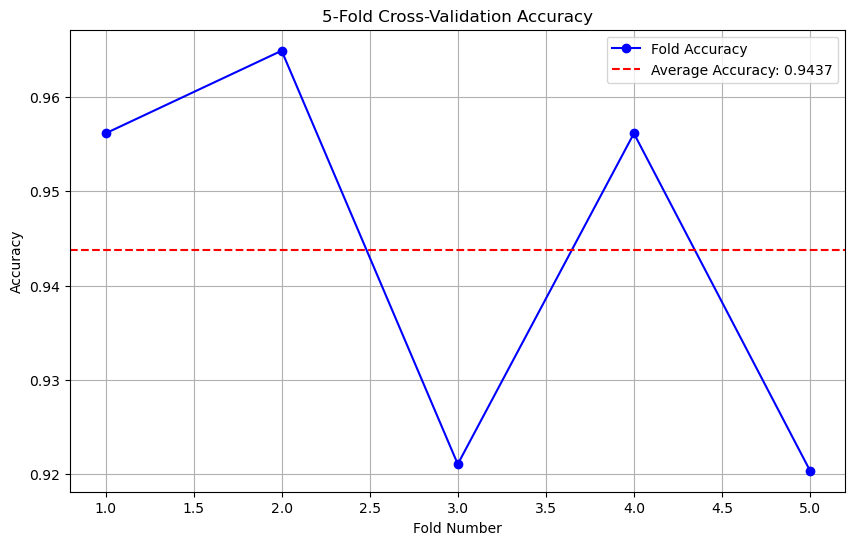 5-Fold Cross-Validation Accuracy
Fold Accuracy
Average Accuracy: 0.9437
Accuracy
0.96
0.95
0.94
0.93
0.92
1.0 1.5 2.0 2.5 3.0 3.5 4.0 4.5 5.0
Fold Number